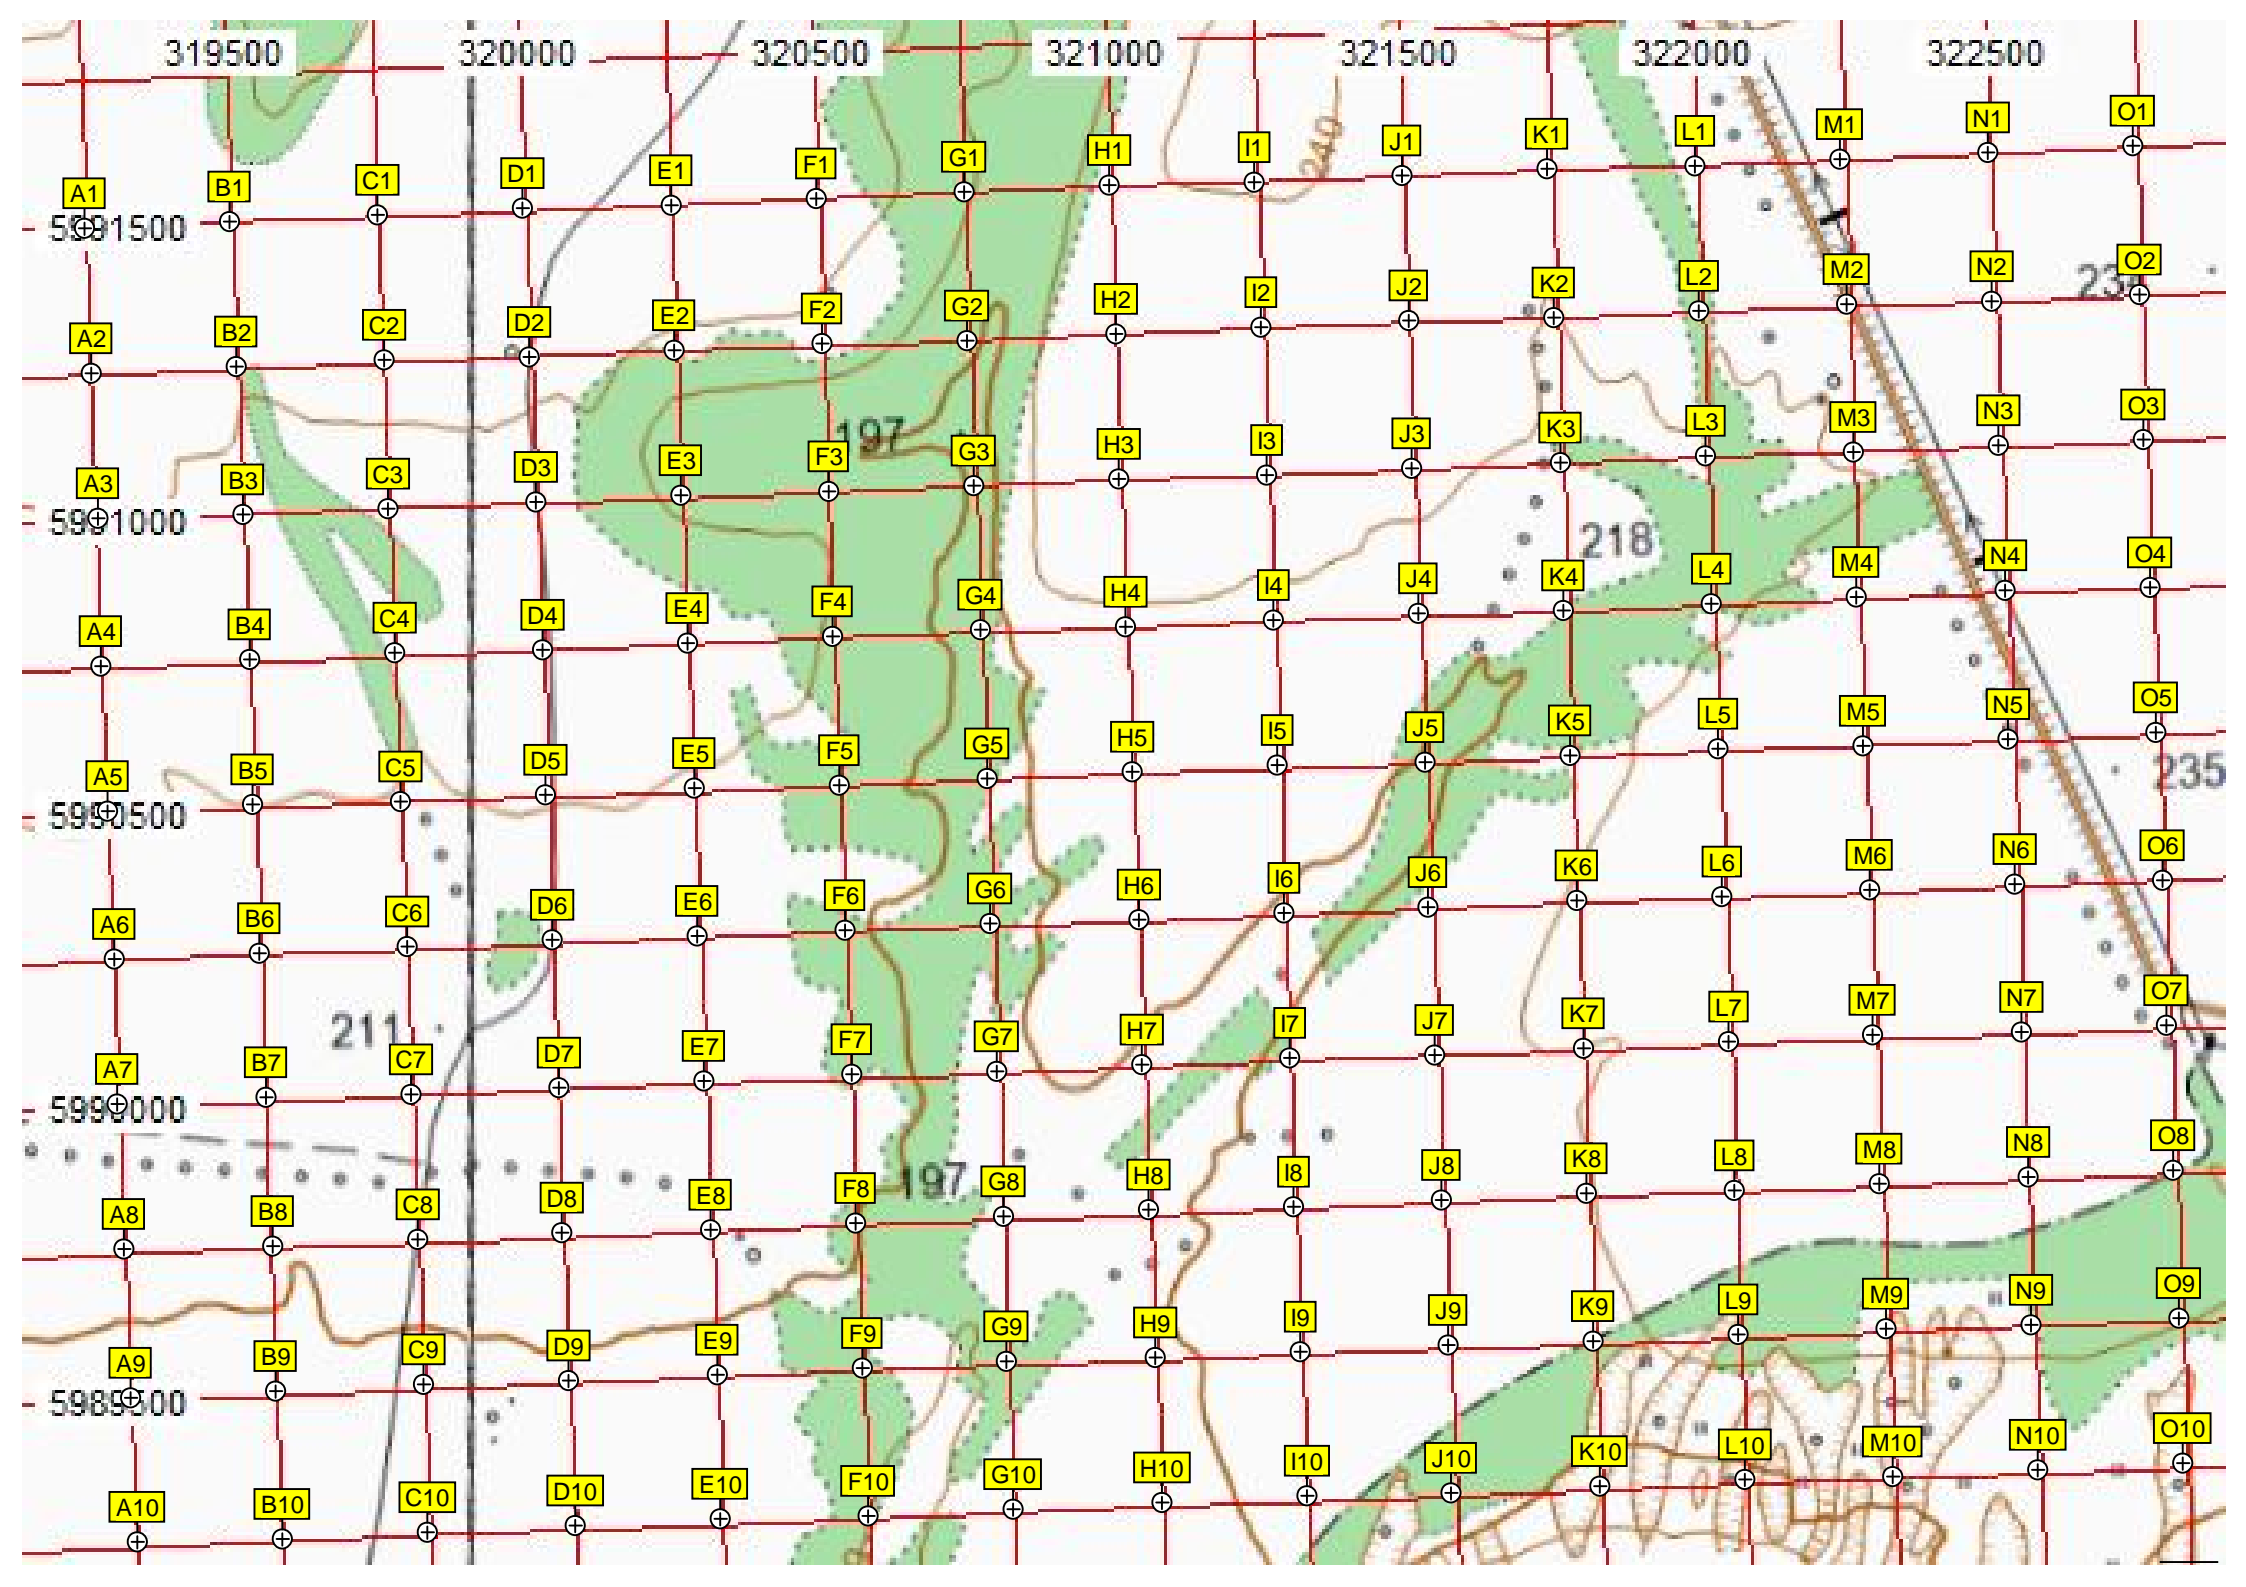 319500 320000 320500 321000 321500 322000 322500
240
A1 B1 C1 D1 E1 F1 G1 H1 I1 J1 K1 L1 M1 N1 O1
5991500
A2 B2 C2 D2 E2 F2 G2 H2 I2 J2 K2 L2 M2 N2 O2
197
A3 B3 C3 D3 E3 F3 G3 H3 I3 J3 K3 L3 M3 N3 O3
5991000
218
A4 B4 C4 D4 E4 F4 G4 H4 I4 J4 K4 L4 M4 N4 O4
A5 B5 C5 D5 E5 F5 G5 H5 I5 J5 K5 L5 M5 N5 O5
5990500
235
A6 B6 C6 D6 E6 F6 G6 H6 I6 J6 K6 L6 M6 N6 O6
211
A7 B7 C7 D7 E7 F7 G7 H7 I7 J7 K7 L7 M7 N7 O7
5990000
197
A8 B8 C8 D8 E8 F8 G8 H8 I8 J8 K8 L8 M8 N8 O8
A9 B9 C9 D9 E9 F9 G9 H9 I9 J9 K9 L9 M9 N9 O9
5989500
A10 B10 C10 D10 E10 F10 G10 H10 I10 J10 K10 L10 M10 N10 O10